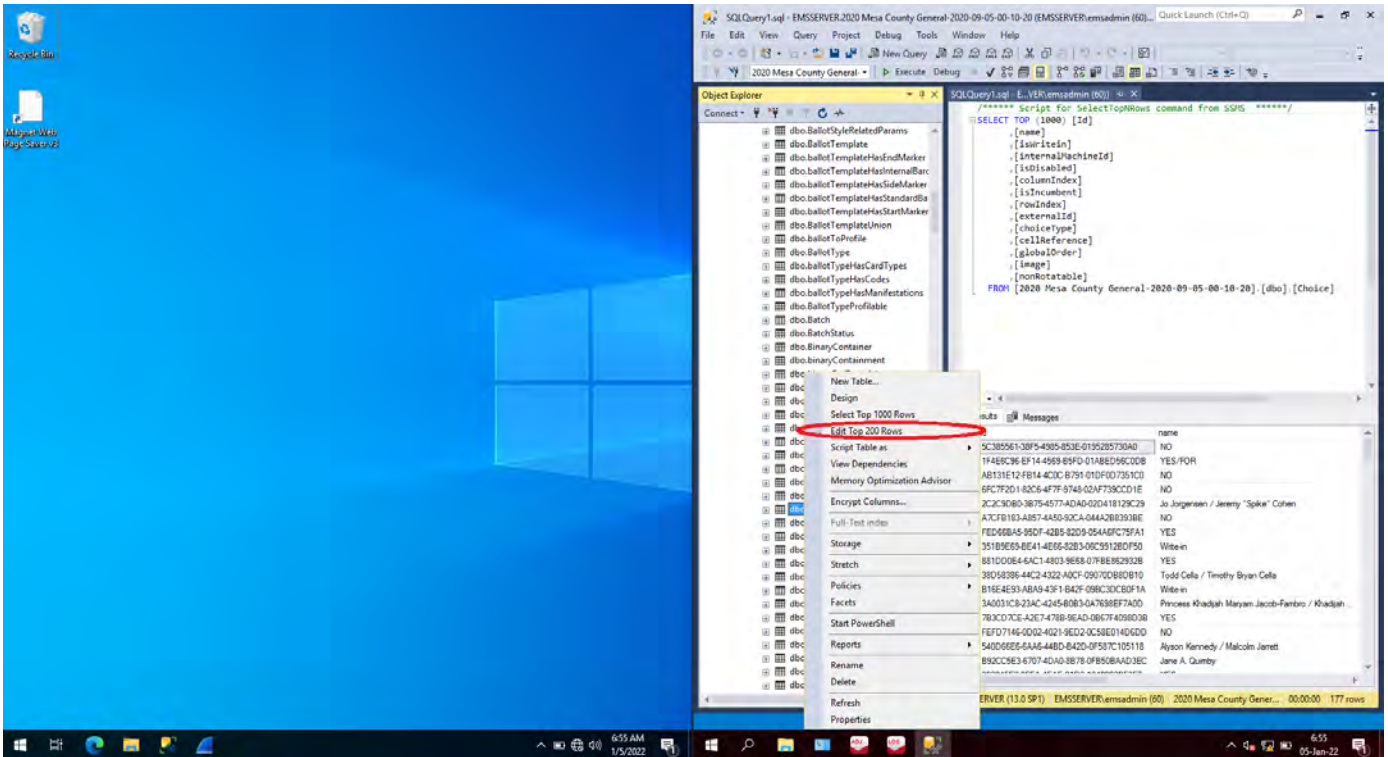 Recycle Bin
Magnet Web
Page Saver v3
6:55 AM
1/5/2022
SQLQuery1.sql - EMSSERVER.2020 Mesa County General-2020-09-05-00-10-20 (EMSSERVER\emsadmin (60)...
Quick Launch (Ctrl+Q)
File Edit View Query Project Debug Tools Window Help
New Query
2020 Mesa County General- Execute Debug
Object Explorer
Connect
dbo.BallotStyleRelatedParams
dbo.BallotTemplate
dbo.ballotTemplateHasEndMarker
dbo.ballotTemplateHasInternalBarc
dbo.ballotTemplateHasSideMarker
dbo.ballotTemplateHasStandardBa
dbo.ballotTemplateHasStartMarker
dbo.BallotTemplateUnion
dbo.ballotToProfile
dbo.BallotType
dbo.ballotTypeHasCardTypes
dbo.ballotTypeHasCodes
dbo.ballotTypeHasManifestations
dbo.BallotTypeProfilable
dbo.Batch
dbo.BatchStatus
dbo.BinaryContainer
dbo.binaryContainment
New Table...
Design
Select Top 1000 Rows
Edit Top 200 Rows
Script Table as
View Dependencies
Memory Optimization Advisor
Encrypt Columns...
Full-Text index
Storage
Stretch
Policies
Facets
Start PowerShell
Reports
Rename
Delete
Refresh
Properties
SQLQuery1.sql - E...VER\emsadmin (60))
/****** Script for SelectTopNRows command from SSMS ******/
SELECT TOP (1000) [Id]
,[name]
,[isWritein]
,[internalMachineId]
,[isDisabled]
,[columnIndex]
,[isIncumbent]
,[rowIndex]
,[externalId]
,[choiceType]
,[cellReference]
,[globalOrder]
,[image]
,[nonRotatable]
FROM [2020 Mesa County General-2020-09-05-00-10-20].[dbo].[Choice]
Messages
name
NO
YES/FOR
NO
NO
Jo Jorgensen / Jeremy "Spike" Cohen
NO
YES
Write-in
YES
Todd Cella / Timothy Bryan Cella
Write-in
Princess Khadijah Maryam Jacob-Fambro / Khadijah
YES
NO
Alyson Kennedy / Malcolm Jarrett
Jane A. Quimby
ERVER (13.0 SP1) EMSSERVER\emsadmin (60) 2020 Mesa County Gener... 00:00:00 177 rows
6:55
05-Jan-22